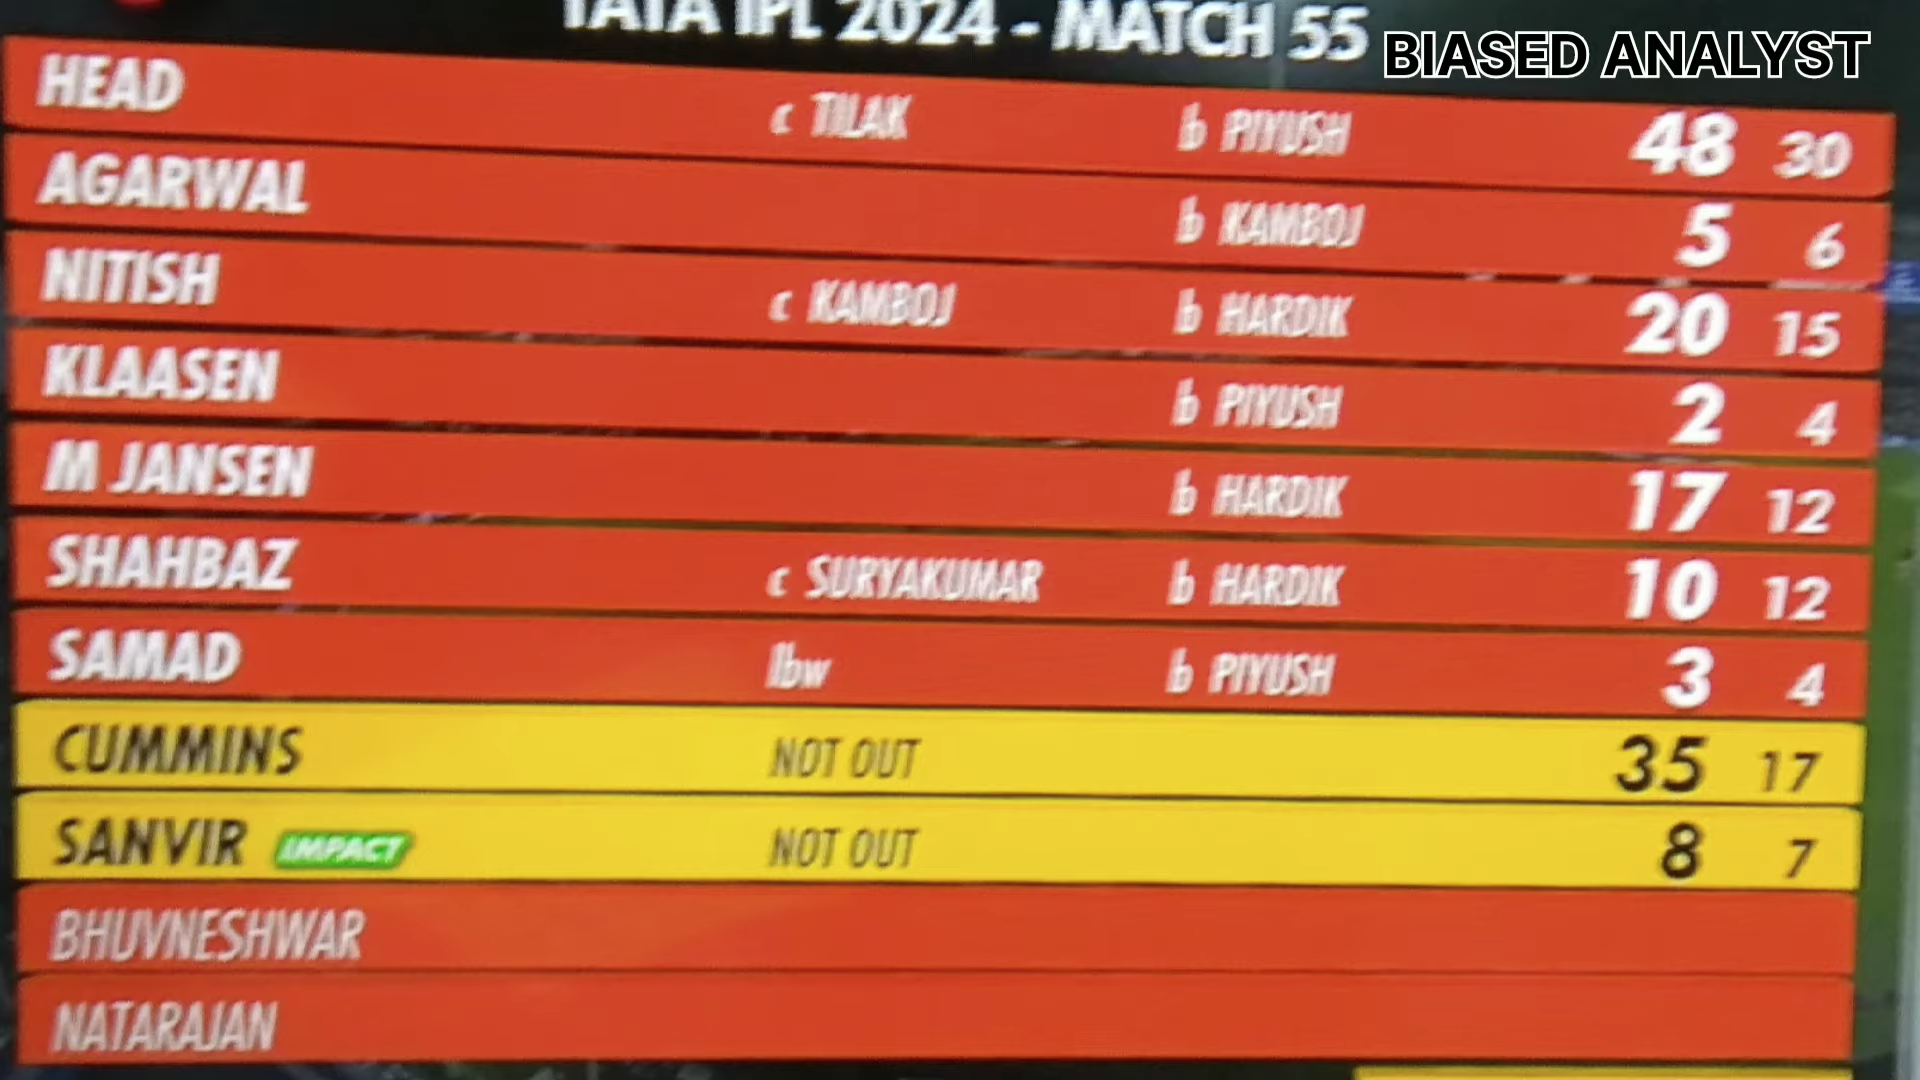 TATA IPL 2024 - MATCH 55
BIASED ANALYST
HEAD c TILAK b PIYUSH 48 30
AGARWAL b KAMBOJ 5 6
NITISH c KAMBOJ b HARDIK 20 15
KLAASEN b PIYUSH 2 4
M JANSEN b HARDIK 17 12
SHAHBAZ c SURYAKUMAR b HARDIK 10 12
SAMAD lbw b PIYUSH 3 4
CUMMINS NOT OUT 35 17
SANVIR IMPACT NOT OUT 8 7
BHUVNESHWAR
NATARAJAN